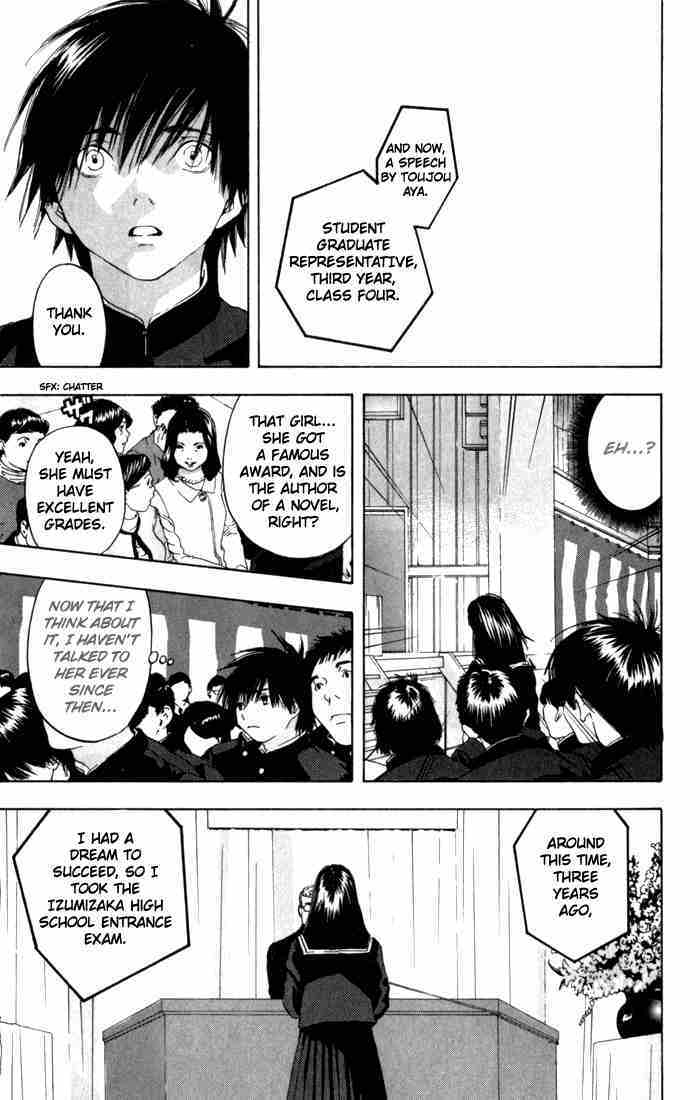 AND NOW,
A SPEECH
BY TOUJOU
AYA.
STUDENT
GRADUATE
REPRESENTATIVE,
THIRD YEAR,
CLASS FOUR.
THANK
YOU.
EH...?
SFX: CHATTER
THAT GIRL...
SHE GOT
A FAMOUS
AWARD, AND IS
THE AUTHOR
OF A NOVEL,
RIGHT?
YEAH,
SHE MUST
HAVE
EXCELLENT
GRADES.
NOW THAT I
THINK ABOUT
IT, I HAVEN'T
TALKED TO
HER EVER
SINCE
THEN...
AROUND
THIS TIME,
THREE
YEARS
AGO,
I HAD A
DREAM TO
SUCCEED, SO I
TOOK THE
IZUMIZAKA HIGH
SCHOOL ENTRANCE
EXAM.